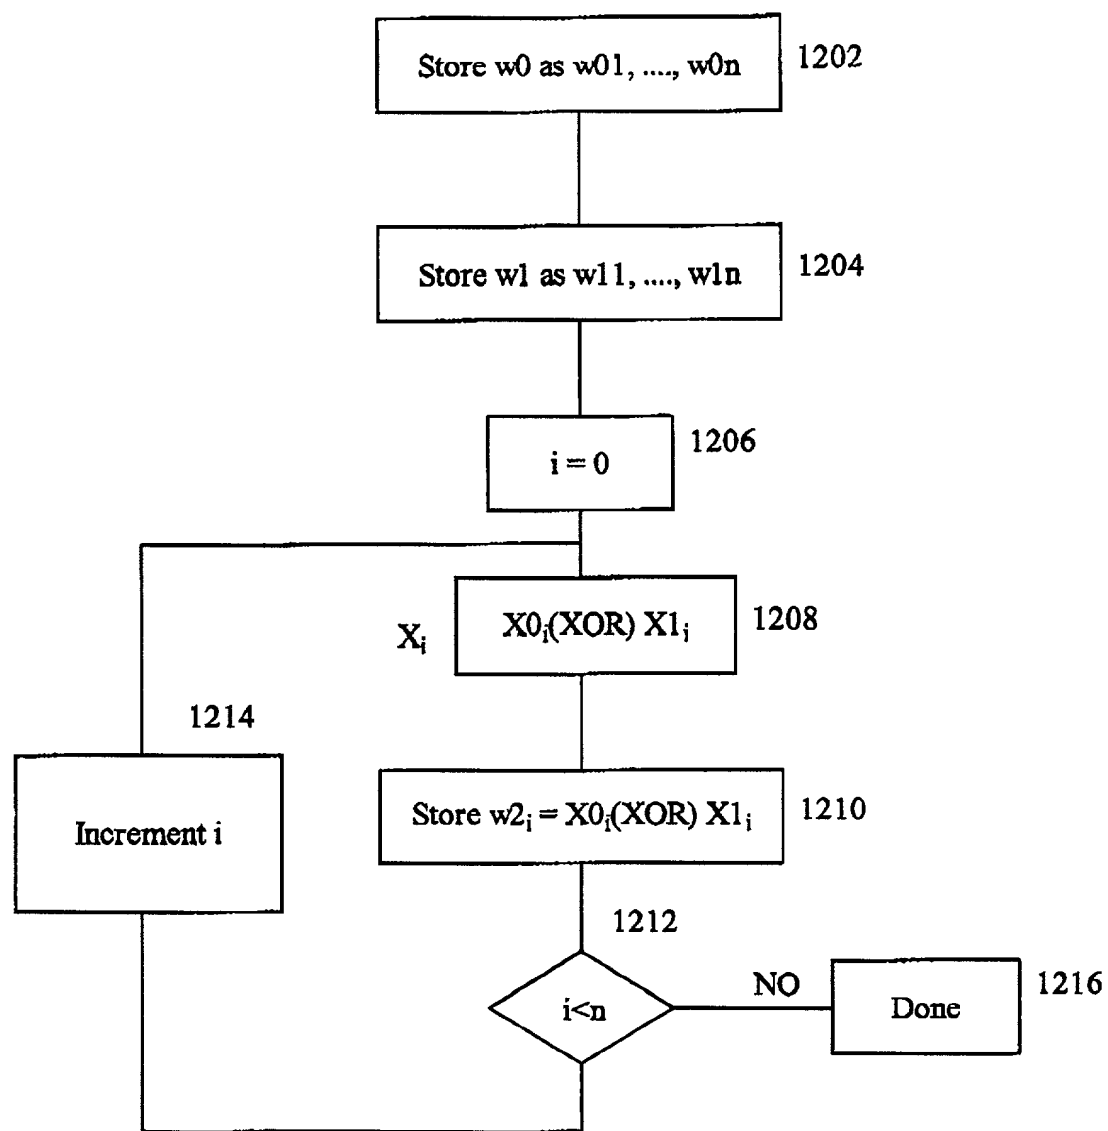 Store w0 as w01, ...., w0n
1202
Store w1 as w11, ...., w1n
1204
i = 0
1206
Xᵢ
X0ᵢ(XOR) X1ᵢ
1208
1214
Increment i
Store w2ᵢ = X0ᵢ(XOR) X1ᵢ
1210
1212
i<n
NO
Done
1216